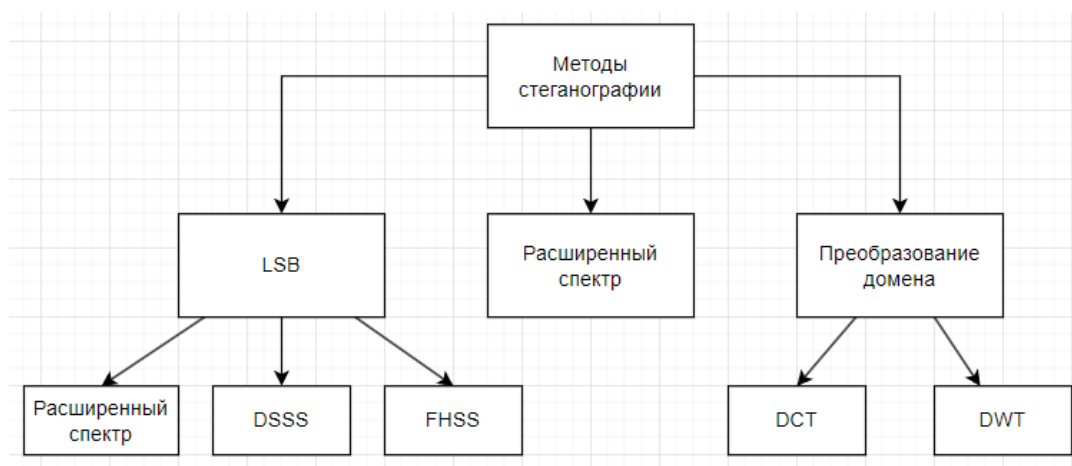 Методы
стеганографии
LSB
Расширенный
спектр
Преобразование
домена
Расширенный
спектр
DSSS
FHSS
DCT
DWT